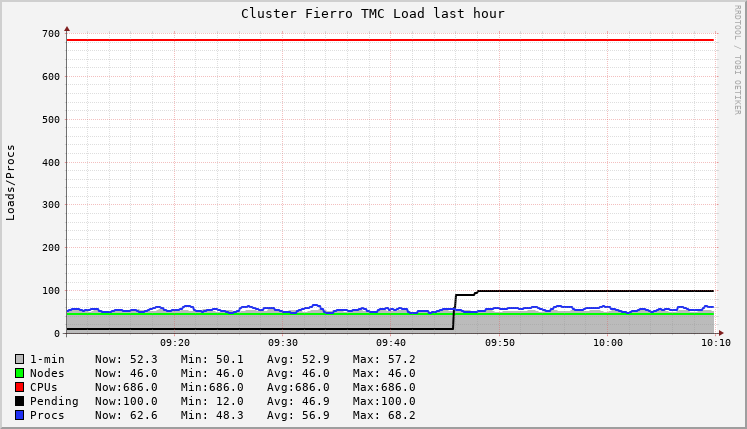 Cluster Fierro TMC Load last hour
RRDTOOL / TOBI OETIKER
Loads/Procs
700
600
500
400
300
200
100
0
09:20 09:30 09:40 09:50 10:00 10:10
1-min Now: 52.3 Min: 50.1 Avg: 52.9 Max: 57.2
Nodes Now: 46.0 Min: 46.0 Avg: 46.0 Max: 46.0
CPUs Now:686.0 Min:686.0 Avg:686.0 Max:686.0
Pending Now:100.0 Min: 12.0 Avg: 46.9 Max:100.0
Procs Now: 62.6 Min: 48.3 Avg: 56.9 Max: 68.2